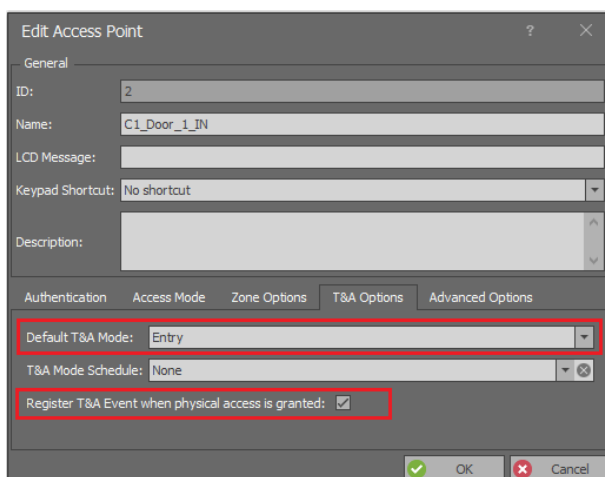 Edit Access Point
?
General
ID: 2
Name: C1_Door_1_IN
LCD Message:
Keypad Shortcut: No shortcut
Description:
Authentication Access Mode Zone Options T&A Options Advanced Options
Default T&A Mode: Entry
T&A Mode Schedule: None
Register T&A Event when physical access is granted:
OK Cancel